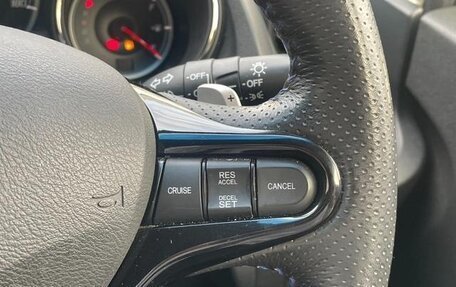 OFF
OFF
+
CRUISE
RES
ACCEL
DECEL
SET
CANCEL